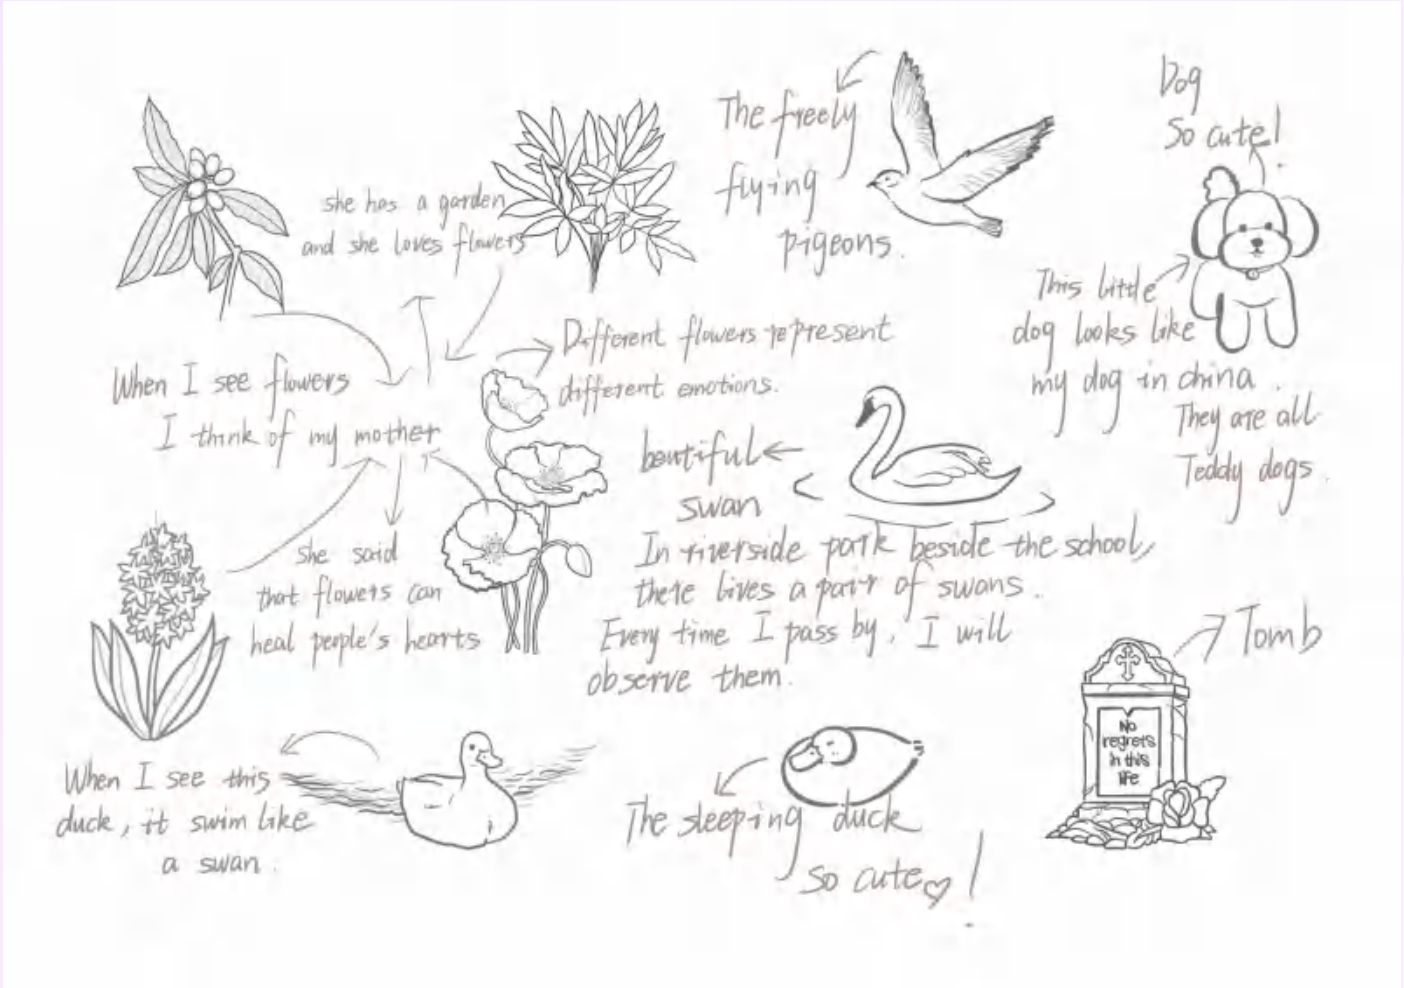 she has a garden
and she loves flowers
When I see flowers
I think of my mother
she said
that flowers can
heal people's hearts
Different flowers represent
different emotions.
The freely
flying
pigeons.
Dog
So cute!
This little
dog looks like
my dog in china.
They are all
Teddy dogs.
beautiful
swan
In riverside park beside the school,
there lives a pair of swans.
Every time I pass by, I will
observe them.
Tomb
No
regrets
in this
life
When I see this
duck, it swim like
a swan.
The sleeping duck
So cute♡!